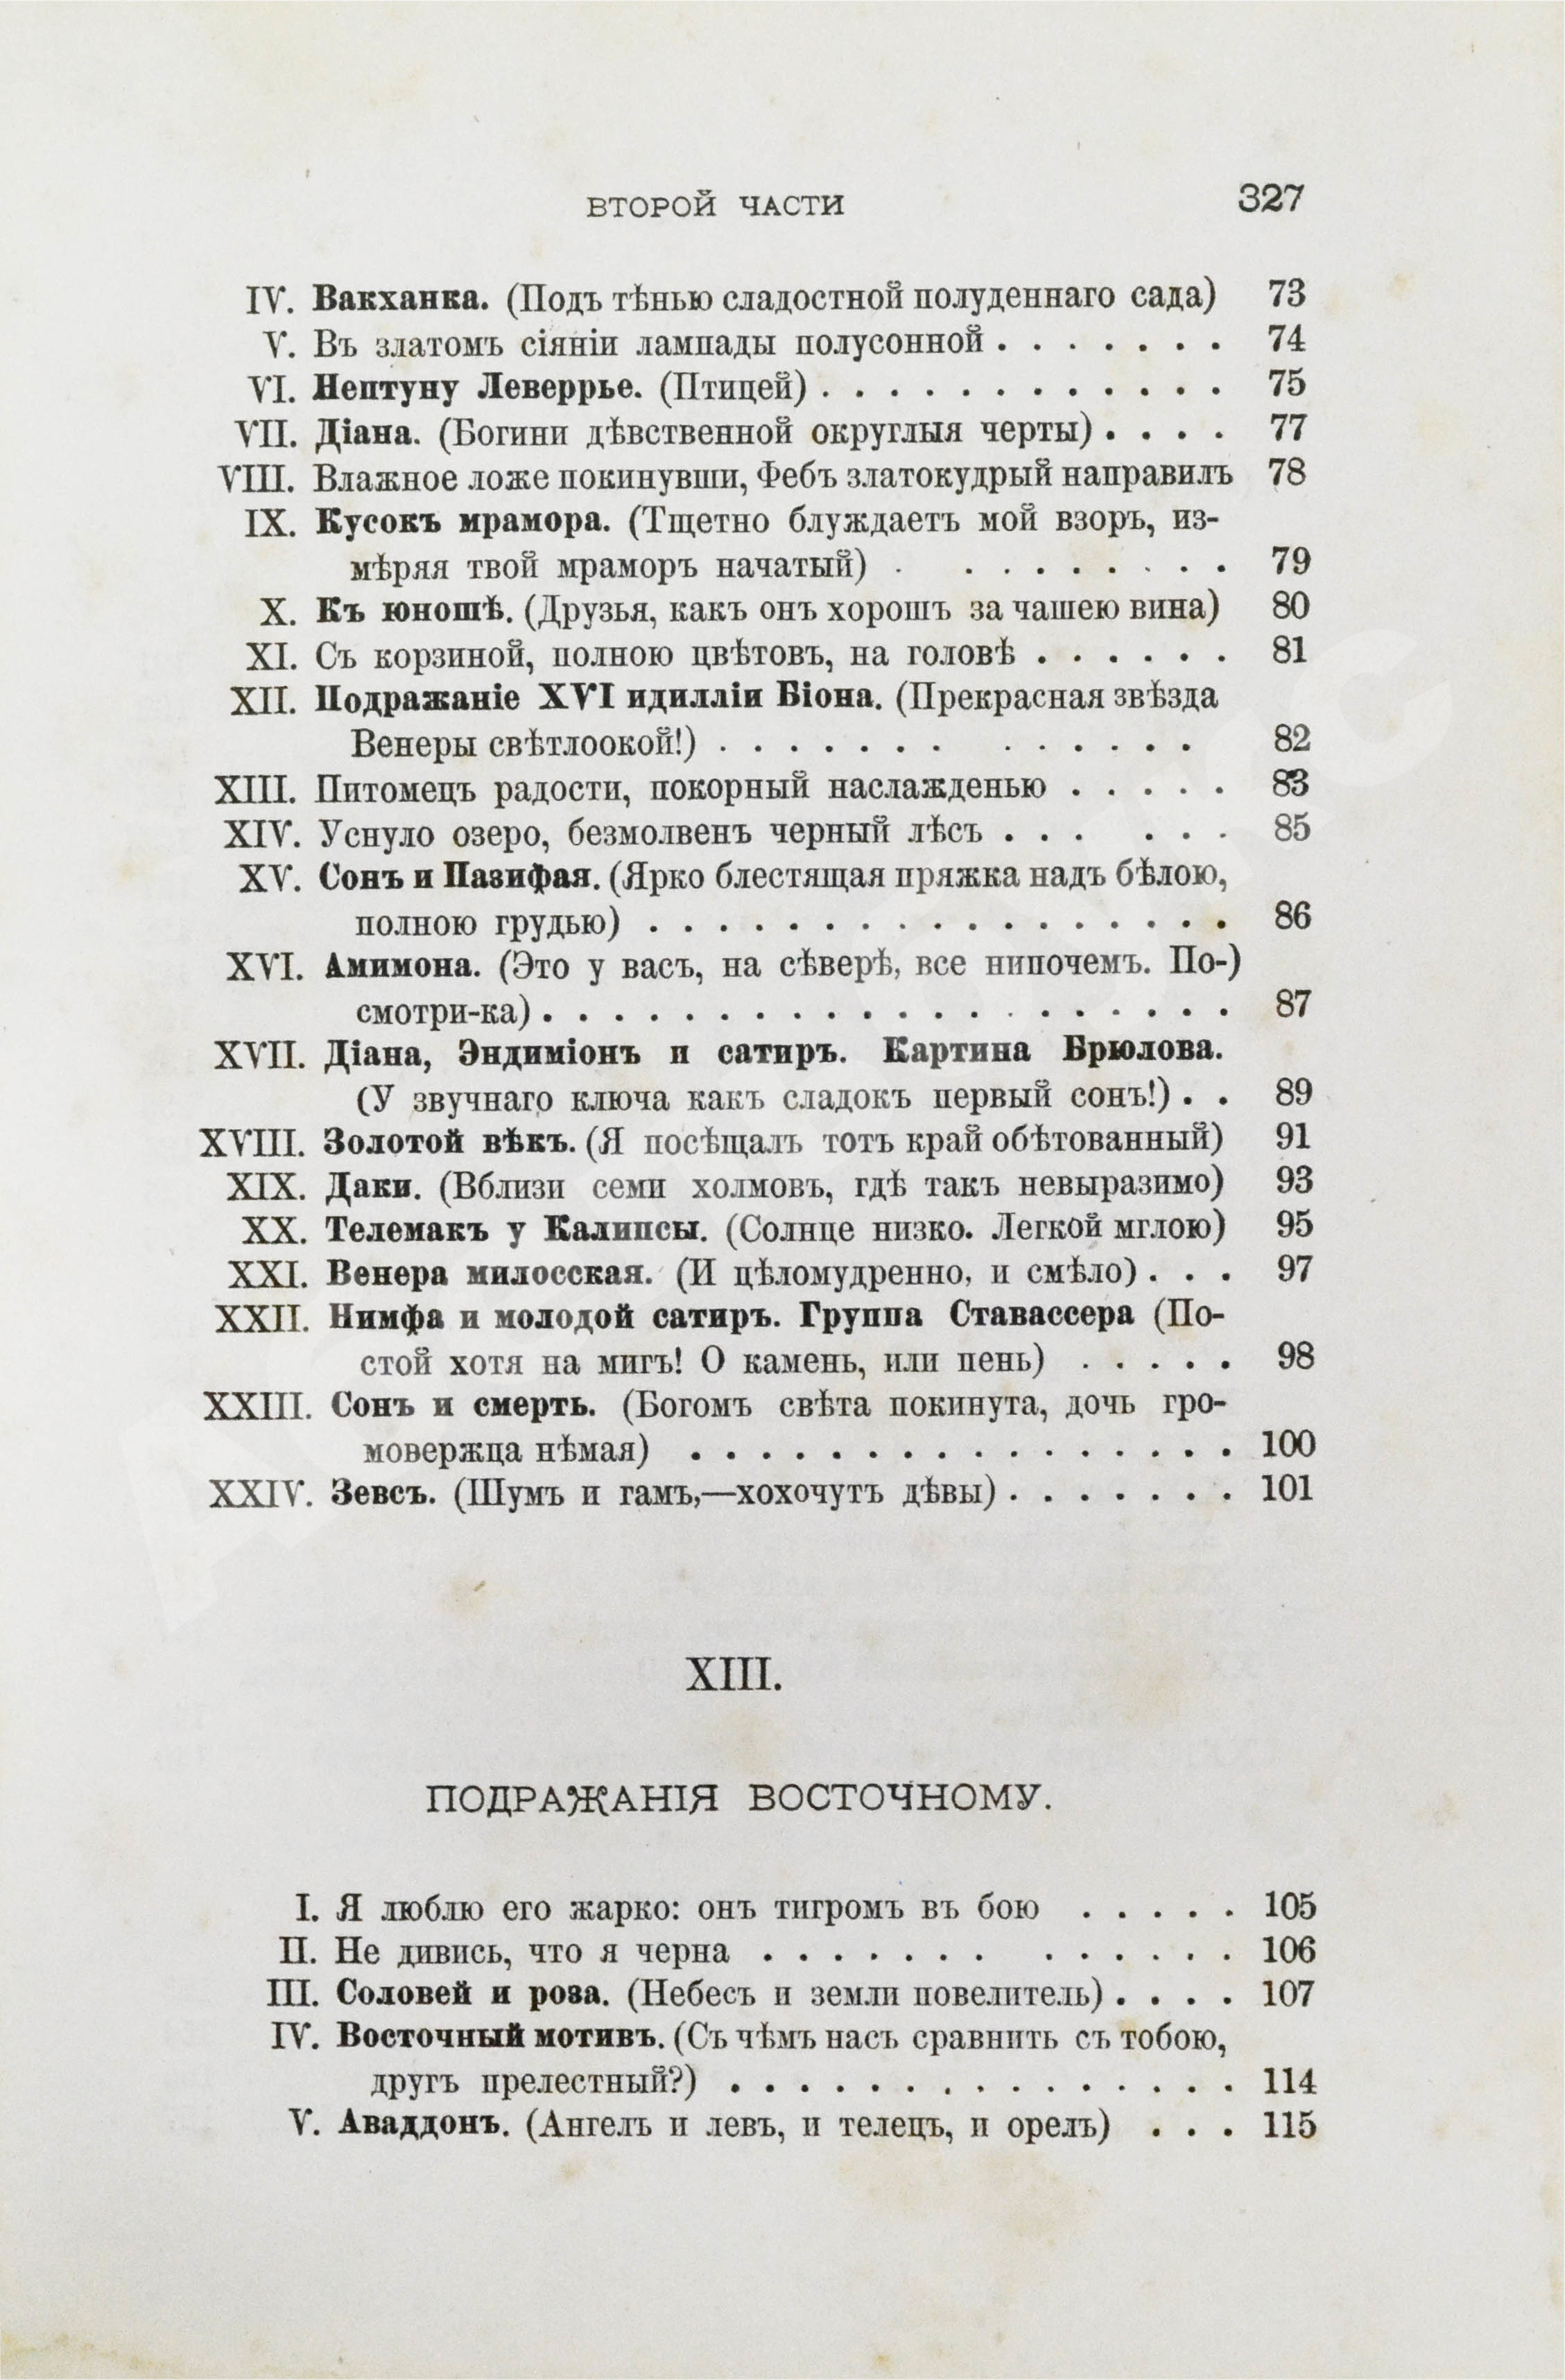 ВТОРОЙ ЧАСТИ 327
IV. Вакханка. (Подъ тѣнью сладостной полуденнаго сада) 73
V. Въ златомъ сіяніи лампады полусонной . . . . . . . 74
VI. Нептуну Леверрье. (Птицей) . . . . . . . . . . . . 75
VII. Діана. (Богини дѣвственной округлыя черты) . . . . 77
VIII. Влажное ложе покинувши, Фебъ златокудрый направилъ 78
IX. Кусокъ мрамора. (Тщетно блуждаетъ мой взоръ, из-
мѣряя твой мраморъ начатый) . . . . . . . . . 79
X. Къ юношѣ. (Друзья, какъ онъ хорошъ за чашею вина) 80
XI. Съ корзиной, полною цвѣтовъ, на головѣ . . . . . . 81
XII. Подражаніе XVI идилліи Біона. (Прекрасная звѣзда
Венеры свѣтлоокой!) . . . . . . . . . . . . . 82
XIII. Питомецъ радости, покорный наслажденью . . . . . 83
XIV. Уснуло озеро, безмолвенъ черный лѣсъ . . . . . . 85
XV. Сонъ и Пазифая. (Ярко блестящая пряжка надъ бѣлою,
полною грудью) . . . . . . . . . . . . . . . . . 86
XVI. Амимона. (Это у васъ, на сѣверѣ, все нипочемъ. По-)
смотри-ка) . . . . . . . . . . . . . . . . . . . . 87
XVII. Діана, Эндиміонъ и сатиръ. Картина Брюлова.
(У звучнаго ключа какъ сладокъ первый сонъ!) . . 89
XVIII. Золотой вѣкъ. (Я посѣщалъ тотъ край обѣтованный) 91
XIX. Даки. (Вблизи семи холмовъ, гдѣ такъ невыразимо) 93
XX. Телемакъ у Калипсы. (Солнце низко. Легкой мглою) 95
XXI. Венера милосская. (И цѣломудренно, и смѣло) . . . 97
XXII. Нимфа и молодой сатиръ. Группа Ставассера (По-
стой хотя на мигъ! О камень, или пень) . . . . . 98
XXIII. Сонъ и смерть. (Богомъ свѣта покинута, дочь гро-
мовержца нѣмая) . . . . . . . . . . . . . . . . 100
XXIV. Зевсъ. (Шумъ и гамъ,—хохочутъ дѣвы) . . . . . . . 101
XIII.
ПОДРАЖАНІЯ ВОСТОЧНОМУ.
I. Я люблю его жарко: онъ тигромъ въ бою . . . . . 105
II. Не дивись, что я черна . . . . . . . . . . . . . 106
III. Соловей и роза. (Небесъ и земли повелитель) . . . . 107
IV. Восточный мотивъ. (Съ чѣмъ насъ сравнить съ тобою,
другъ прелестный?) . . . . . . . . . . . . . . . 114
V. Аваддонъ. (Ангелъ и левъ, и телецъ, и орелъ) . . . 115